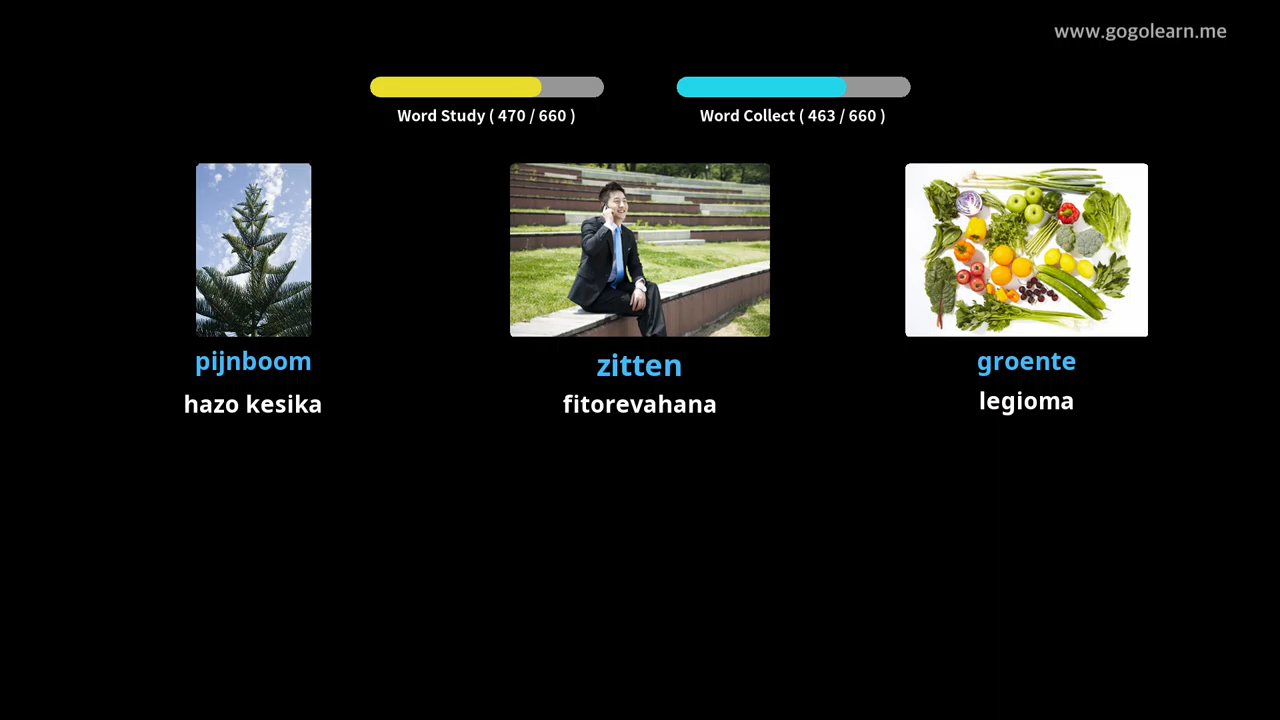 www.gogolearn.me
Word Study ( 470 / 660 )
Word Collect ( 463 / 660 )
pijnboom
hazo kesika
zitten
fitorevahana
groente
legioma